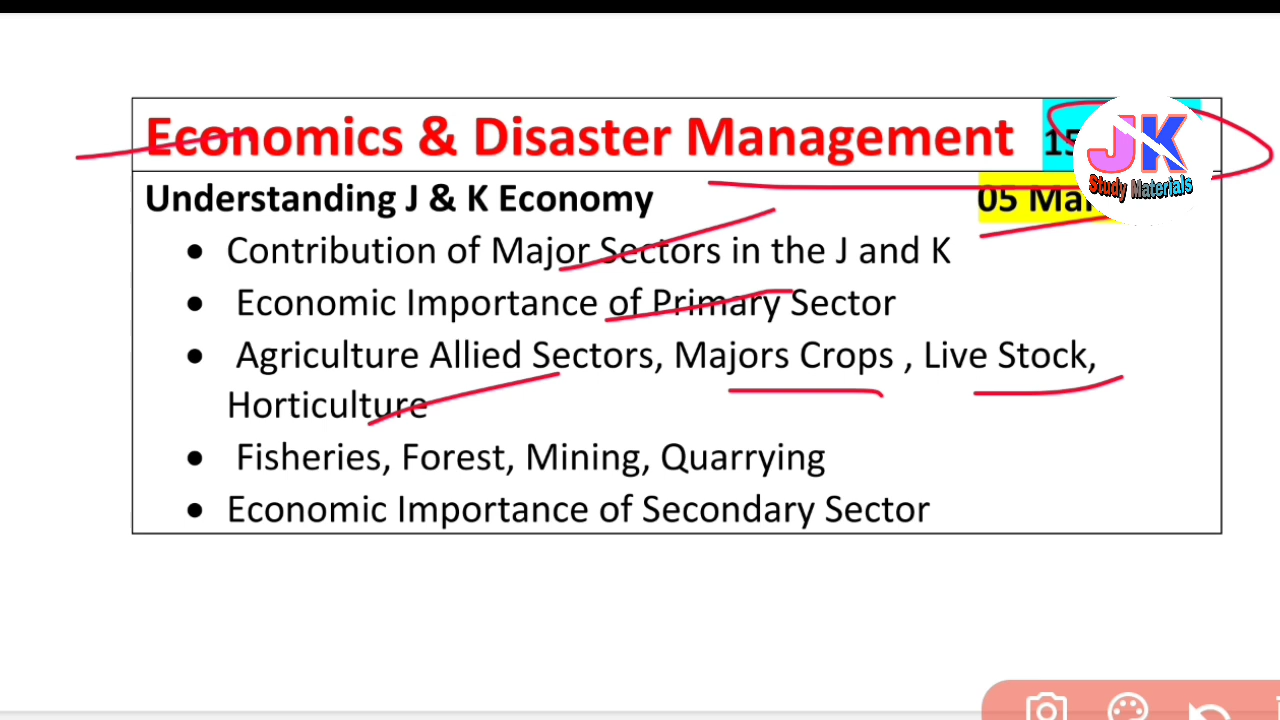 Economics & Disaster Management 15
Understanding J & K Economy 05
• Contribution of Major Sectors in the J and K
• Economic Importance of Primary Sector
• Agriculture Allied Sectors, Majors Crops , Live Stock,
Horticulture
• Fisheries, Forest, Mining, Quarrying
• Economic Importance of Secondary Sector
JK
Study Materials